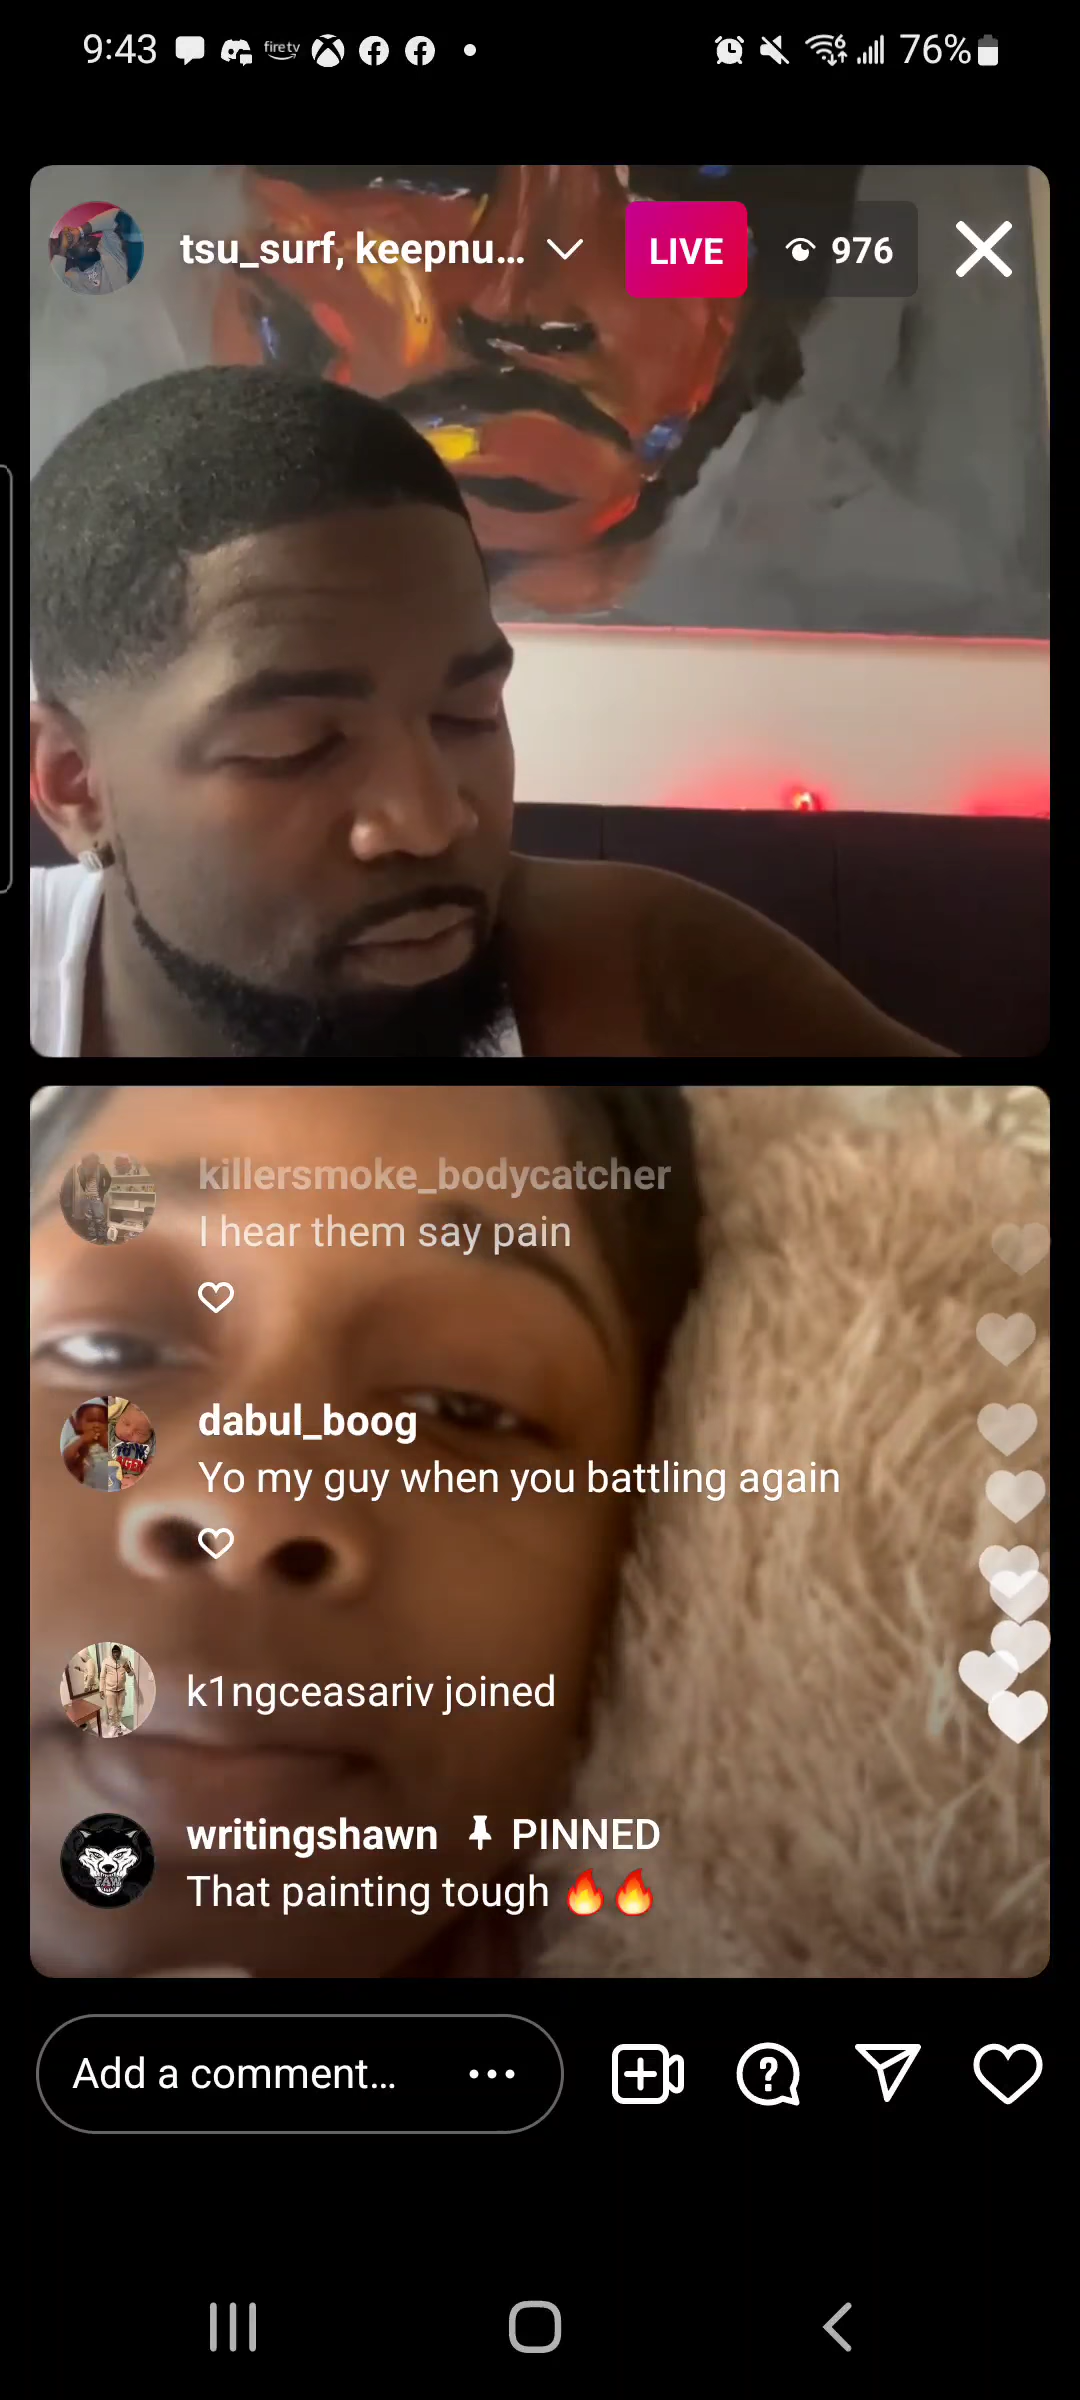 9:43 firetv 76%
tsu_surf, keepnu... LIVE 976
killersmoke_bodycatcher
I hear them say pain
dabul_boog
Yo my guy when you battling again
k1ngceasariv joined
writingshawn PINNED
That painting tough 🔥🔥
Add a comment...